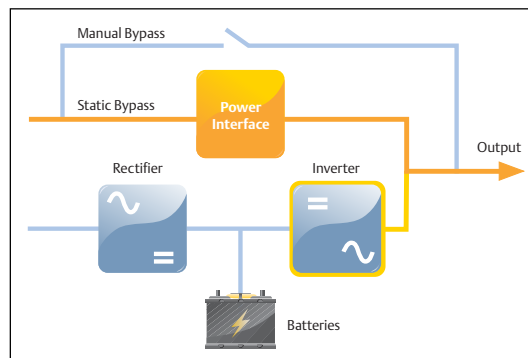 Manual Bypass
Static Bypass
Power
Interface
Output
Rectifier
Inverter
Batteries